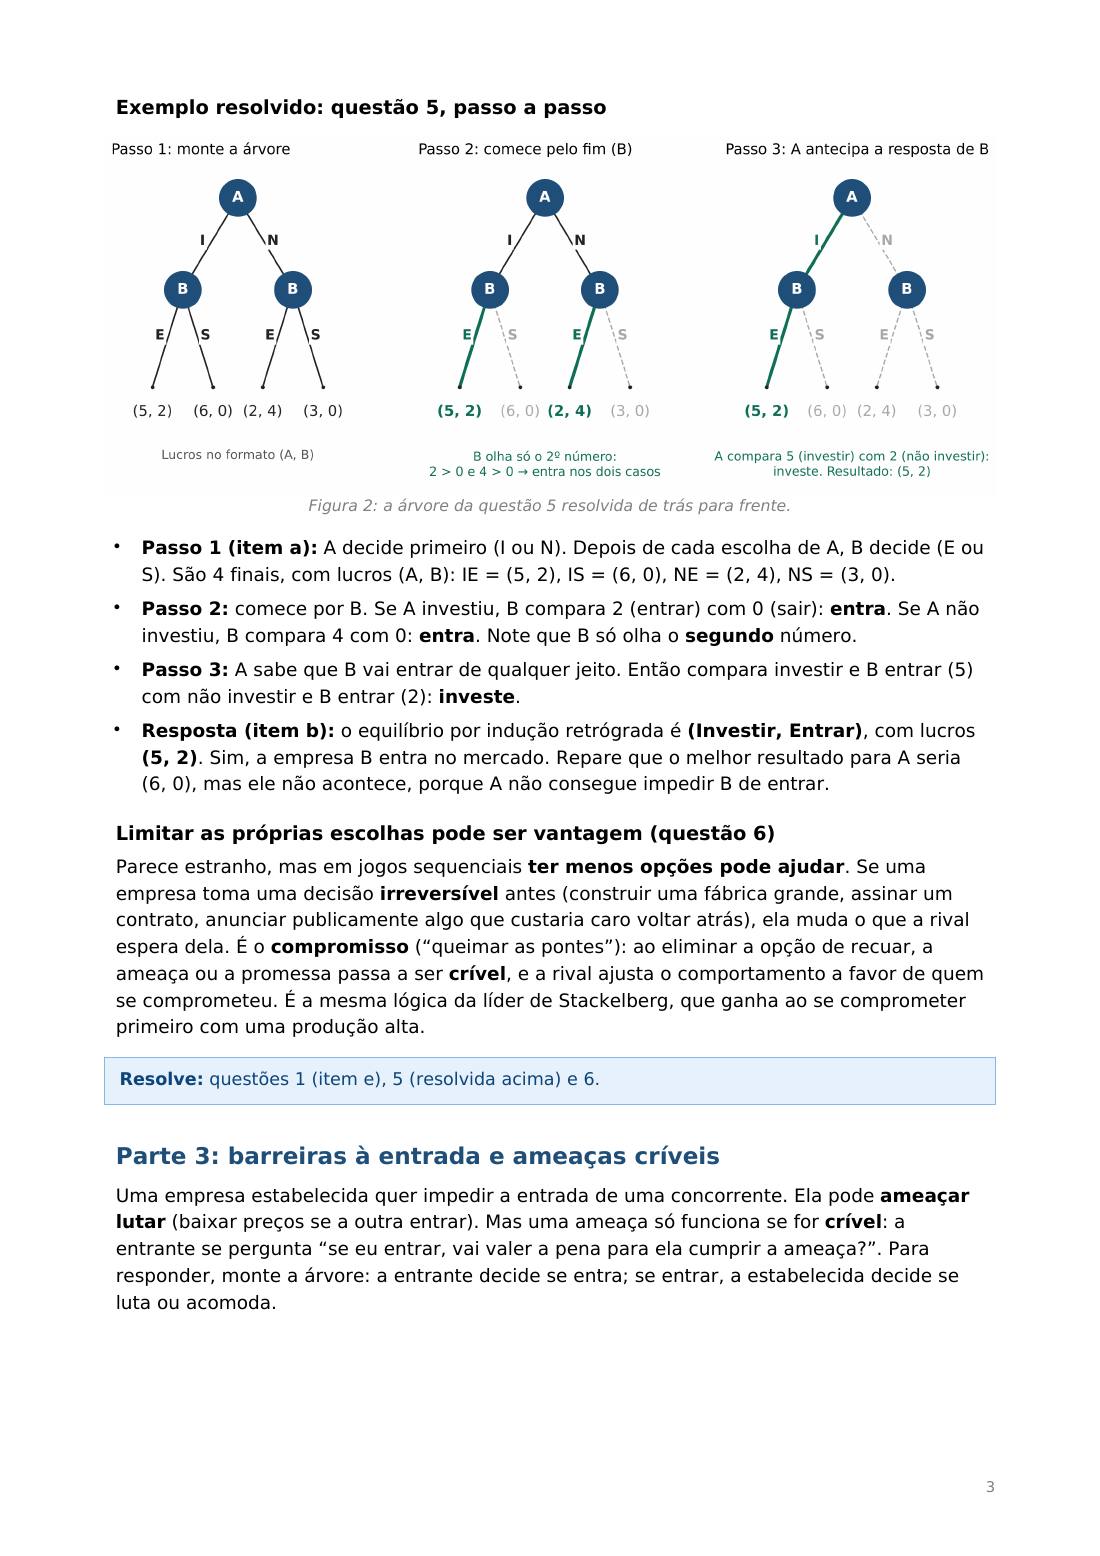 Exemplo resolvido: questão 5, passo a passo
Passo 1: monte a árvore
A
I N
B B
E S E S
(5, 2) (6, 0) (2, 4) (3, 0)
Lucros no formato (A, B)
Passo 2: comece pelo fim (B)
A
I N
B B
E S E S
(5, 2) (6, 0) (2, 4) (3, 0)
B olha só o 2º número:
2 > 0 e 4 > 0 → entra nos dois casos
Passo 3: A antecipa a resposta de B
A
I N
B B
E S E S
(5, 2) (6, 0) (2, 4) (3, 0)
A compara 5 (investir) com 2 (não investir):
investe. Resultado: (5, 2)
Figura 2: a árvore da questão 5 resolvida de trás para frente.
• Passo 1 (item a): A decide primeiro (I ou N). Depois de cada escolha de A, B decide (E ou
S). São 4 finais, com lucros (A, B): IE = (5, 2), IS = (6, 0), NE = (2, 4), NS = (3, 0).
• Passo 2: comece por B. Se A investiu, B compara 2 (entrar) com 0 (sair): entra. Se A não
investiu, B compara 4 com 0: entra. Note que B só olha o segundo número.
• Passo 3: A sabe que B vai entrar de qualquer jeito. Então compara investir e B entrar (5)
com não investir e B entrar (2): investe.
• Resposta (item b): o equilíbrio por indução retrógrada é (Investir, Entrar), com lucros
(5, 2). Sim, a empresa B entra no mercado. Repare que o melhor resultado para A seria
(6, 0), mas ele não acontece, porque A não consegue impedir B de entrar.
Limitar as próprias escolhas pode ser vantagem (questão 6)
Parece estranho, mas em jogos sequenciais ter menos opções pode ajudar. Se uma
empresa toma uma decisão irreversível antes (construir uma fábrica grande, assinar um
contrato, anunciar publicamente algo que custaria caro voltar atrás), ela muda o que a rival
espera dela. É o compromisso (“queimar as pontes”): ao eliminar a opção de recuar, a
ameaça ou a promessa passa a ser crível, e a rival ajusta o comportamento a favor de quem
se comprometeu. É a mesma lógica da líder de Stackelberg, que ganha ao se comprometer
primeiro com uma produção alta.
Resolve: questões 1 (item e), 5 (resolvida acima) e 6.
Parte 3: barreiras à entrada e ameaças críveis
Uma empresa estabelecida quer impedir a entrada de uma concorrente. Ela pode ameaçar
lutar (baixar preços se a outra entrar). Mas uma ameaça só funciona se for crível: a
entrante se pergunta “se eu entrar, vai valer a pena para ela cumprir a ameaça?”. Para
responder, monte a árvore: a entrante decide se entra; se entrar, a estabelecida decide se
luta ou acomoda.
3